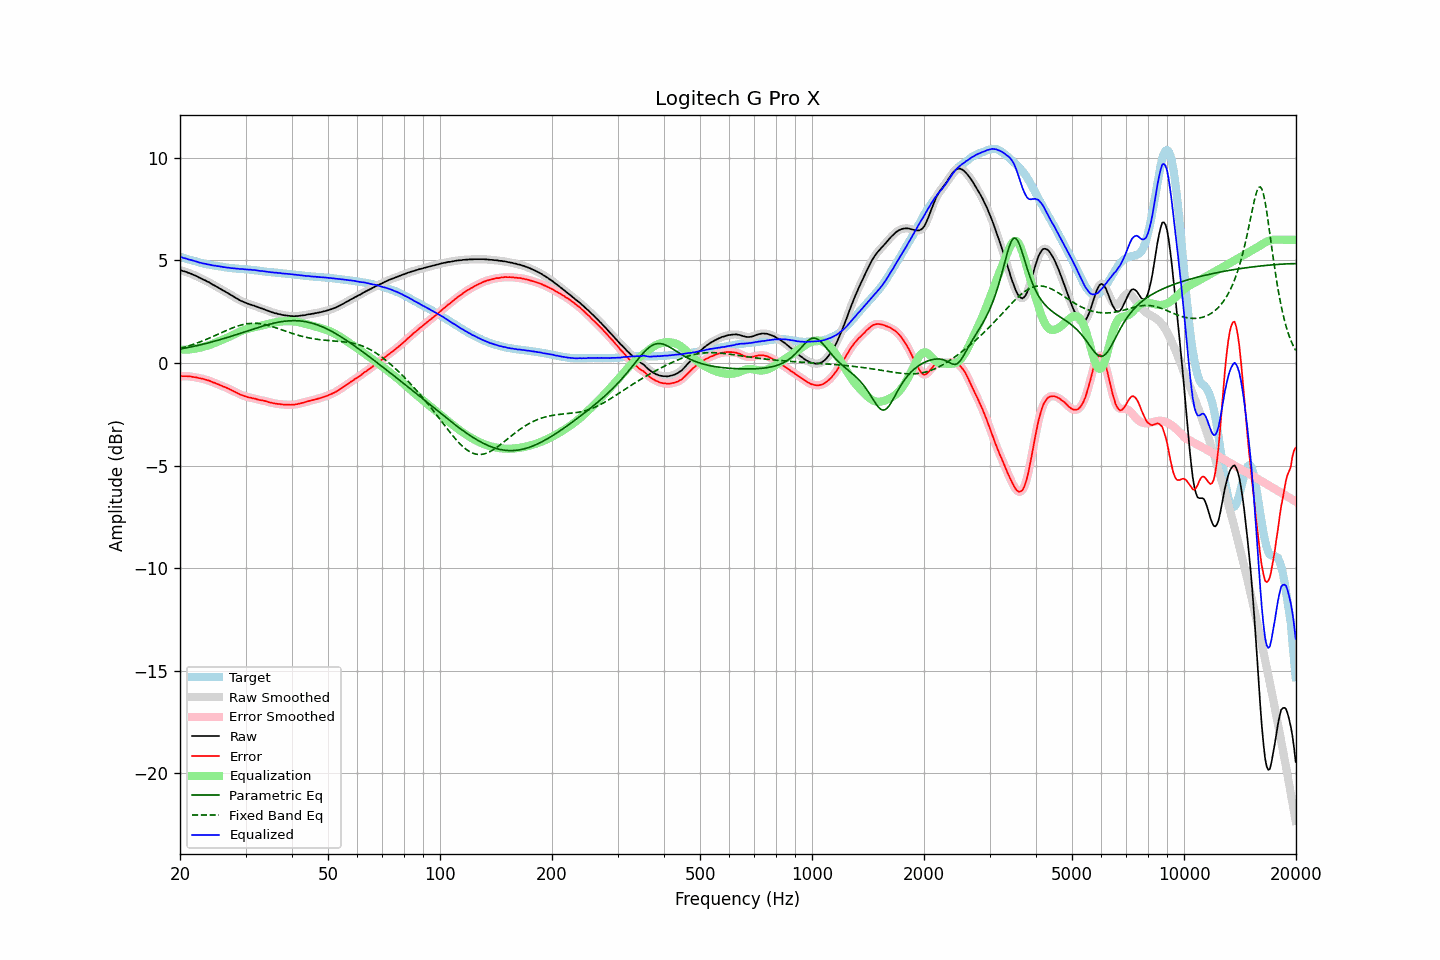 Logitech G Pro X
Amplitude (dBr)
10
5
0
−5
−10
−15
−20
Target
Raw Smoothed
Error Smoothed
Raw
Error
Equalization
Parametric Eq
Fixed Band Eq
Equalized
20 50 100 200 500 1000 2000 5000 10000 20000
Frequency (Hz)